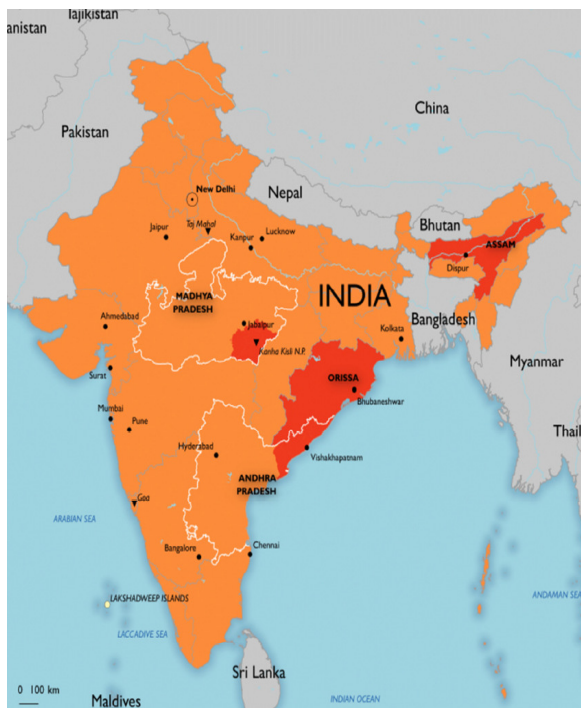 Tajikistan
anistan
China
Pakistan
New Delhi
Nepal
Bhutan
Taj Mahal
Jaipur
Lucknow
Kanpur
ASSAM
Dispur
MADHYA
PRADESH
INDIA
Bangladesh
Ahmedabad
Jabalpur
Kolkata
Kanha Kisli N.P.
Myanmar
Surat
ORISSA
Bhubaneshwar
Mumbai
Pune
Thail
Hyderabad
Vishakhapatnam
ANDHRA
PRADESH
Goa
ARABIAN SEA
Bangalore
Chennai
LAKSHADWEEP ISLANDS
ANDAMAN SEA
LACCADIVE SEA
Sri Lanka
0 100 km
Maldives
INDIAN OCEAN